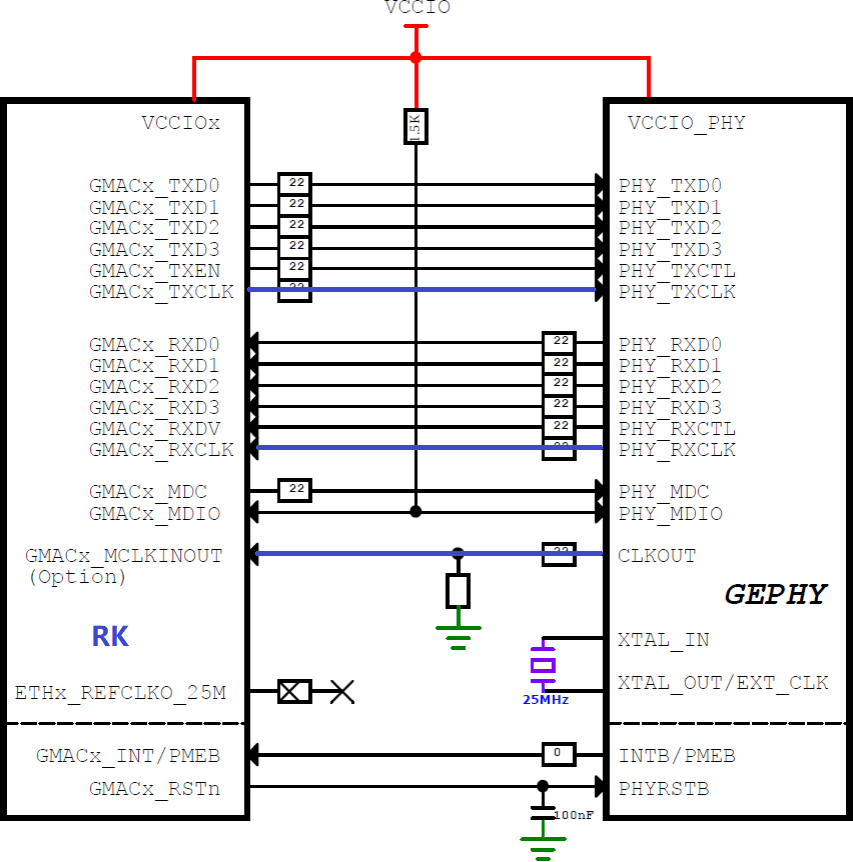 VCCIO
VCCIOx
1.5K
VCCIO_PHY
GMACx_TXD0 22 PHY_TXD0
GMACx_TXD1 22 PHY_TXD1
GMACx_TXD2 22 PHY_TXD2
GMACx_TXD3 22 PHY_TXD3
GMACx_TXEN 22 PHY_TXCTL
GMACx_TXCLK 22 PHY_TXCLK
GMACx_RXD0 22 PHY_RXD0
GMACx_RXD1 22 PHY_RXD1
GMACx_RXD2 22 PHY_RXD2
GMACx_RXD3 22 PHY_RXD3
GMACx_RXDV 22 PHY_RXCTL
GMACx_RXCLK PHY_RXCLK
GMACx_MDC 22 PHY_MDC
GMACx_MDIO PHY_MDIO
GMACx_MCLKINOUT 22 CLKOUT
(Option)
GEPHY
RK
XTAL_IN
ETHx_REFCLKO_25M
XTAL_OUT/EXT_CLK
25MHz
GMACx_INT/PMEB 0 INTB/PMEB
GMACx_RSTn PHYRSTB
100nF